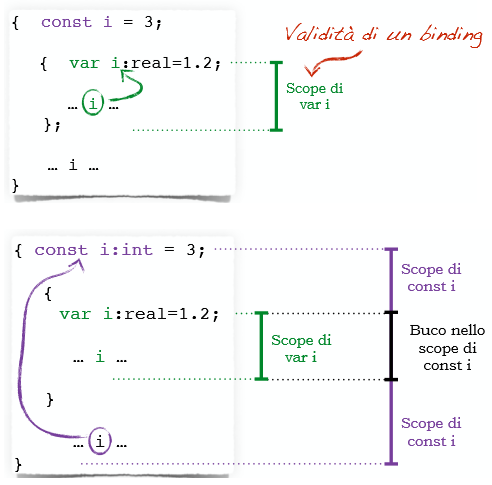 { const i = 3;
Validità di un binding
{ var i:real=1.2;
Scope di
var i
… i …
};
… i …
}
{ const i:int = 3;
Scope di
const i
{
var i:real=1.2;
Buco nello
scope di
const i
Scope di
var i
… i …
}
Scope di
const i
… i …
}